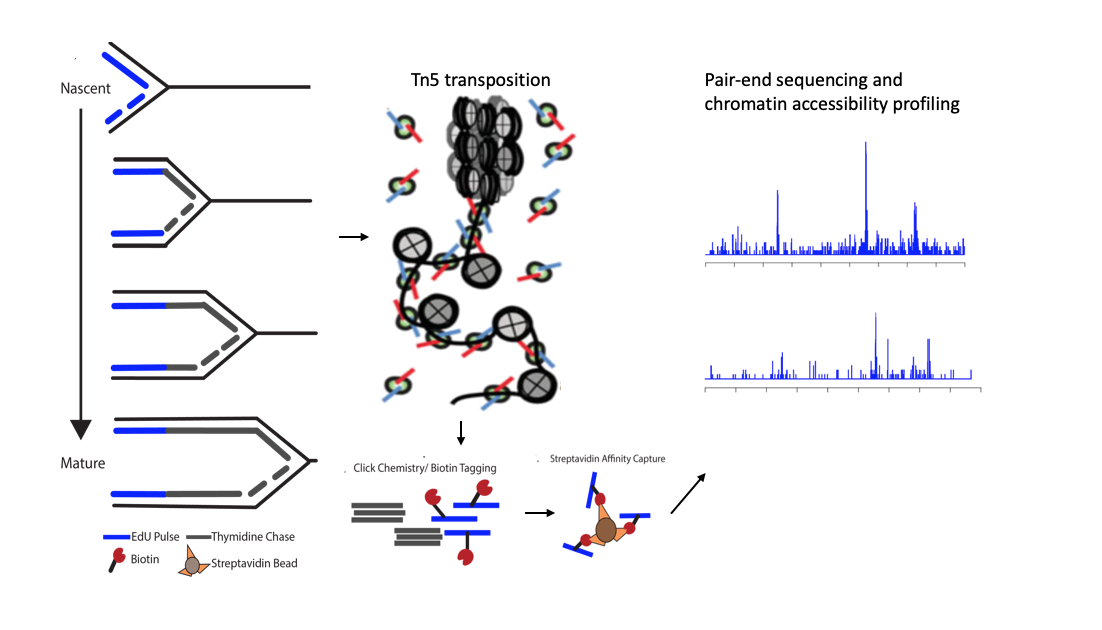 Nascent
Mature
EdU Pulse
Thymidine Chase
Biotin
Streptavidin Bead
Tn5 transposition
Click Chemistry/ Biotin Tagging
Streptavidin Affinity Capture
Pair-end sequencing and
chromatin accessibility profiling